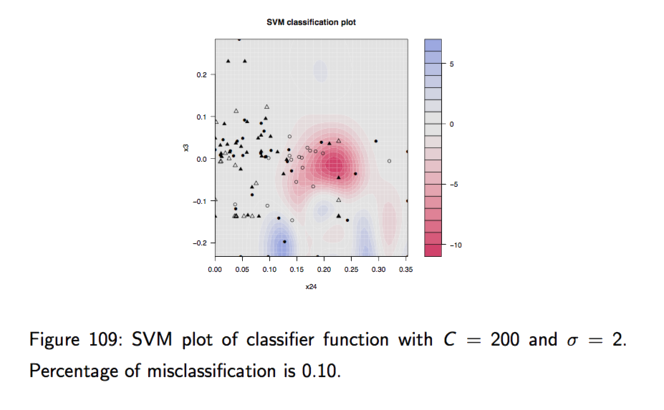 SVM classification plot
0.2
0.1
0.0
−0.1
−0.2
x3
0.00 0.05 0.10 0.15 0.20 0.25 0.30 0.35
x24
5
0
−5
−10
Figure 109: SVM plot of classifier function with C = 200 and σ = 2.
Percentage of misclassification is 0.10.